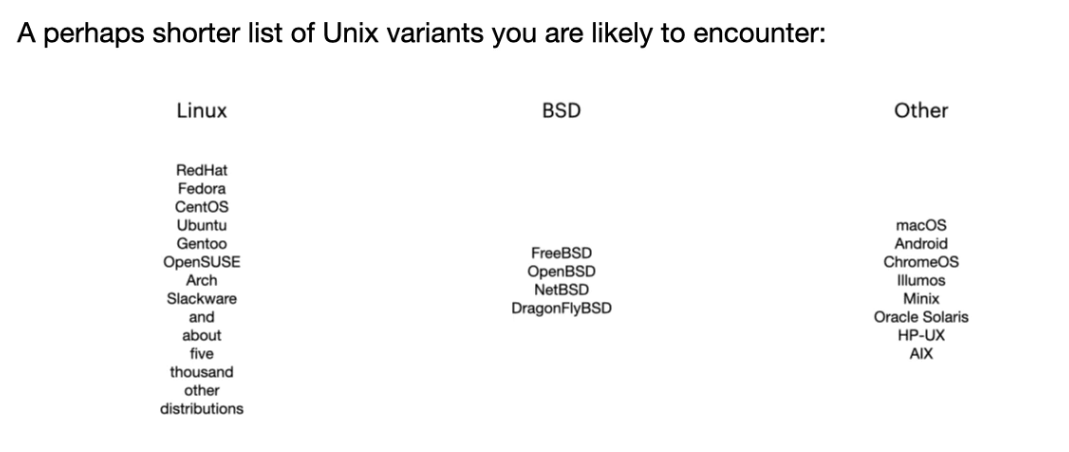 A perhaps shorter list of Unix variants you are likely to encounter:
Linux
RedHat
Fedora
CentOS
Ubuntu
Gentoo
OpenSUSE
Arch
Slackware
and
about
five
thousand
other
distributions
BSD
FreeBSD
OpenBSD
NetBSD
DragonFlyBSD
Other
macOS
Android
ChromeOS
Illumos
Minix
Oracle Solaris
HP-UX
AIX